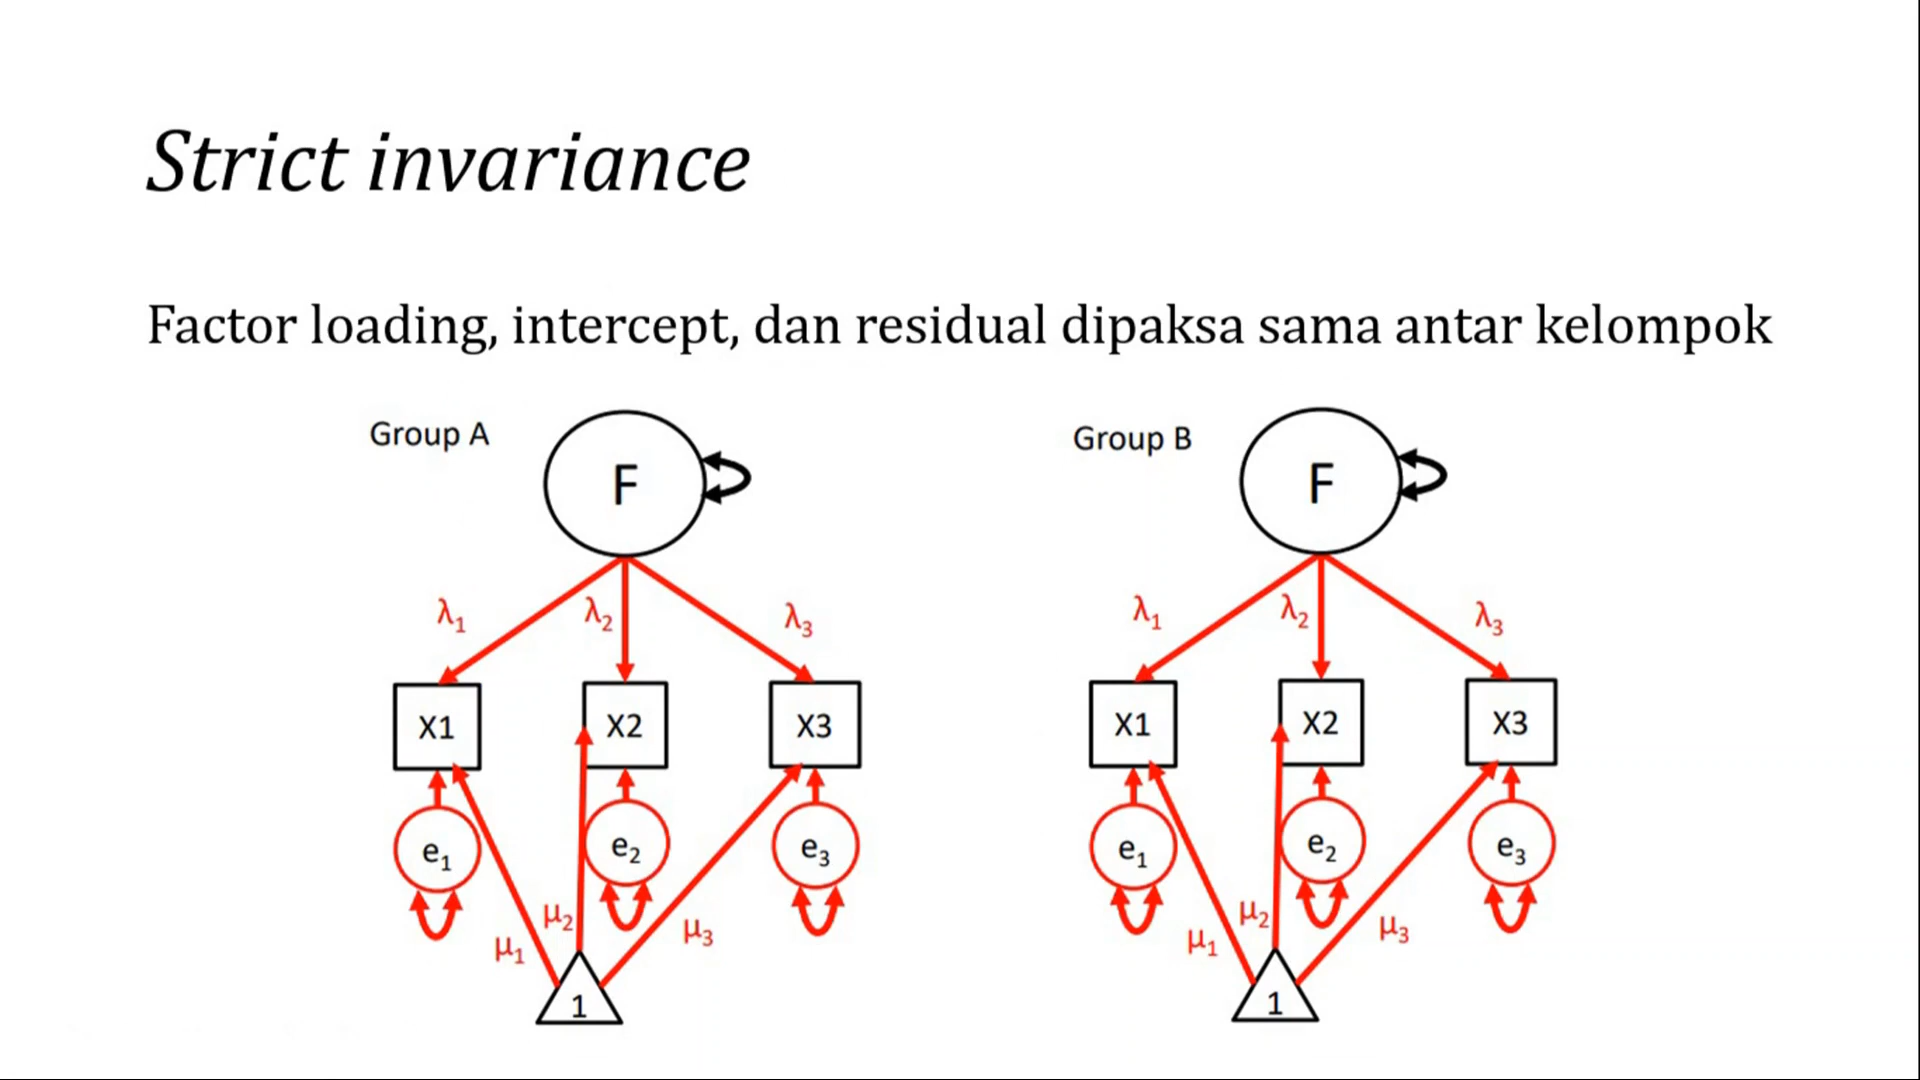 Strict invariance
Factor loading, intercept, dan residual dipaksa sama antar kelompok
Group A
F
λ1
λ2
λ3
X1
X2
X3
e1
e2
e3
μ1
μ2
μ3
1
Group B
F
λ1
λ2
λ3
X1
X2
X3
e1
e2
e3
μ1
μ2
μ3
1